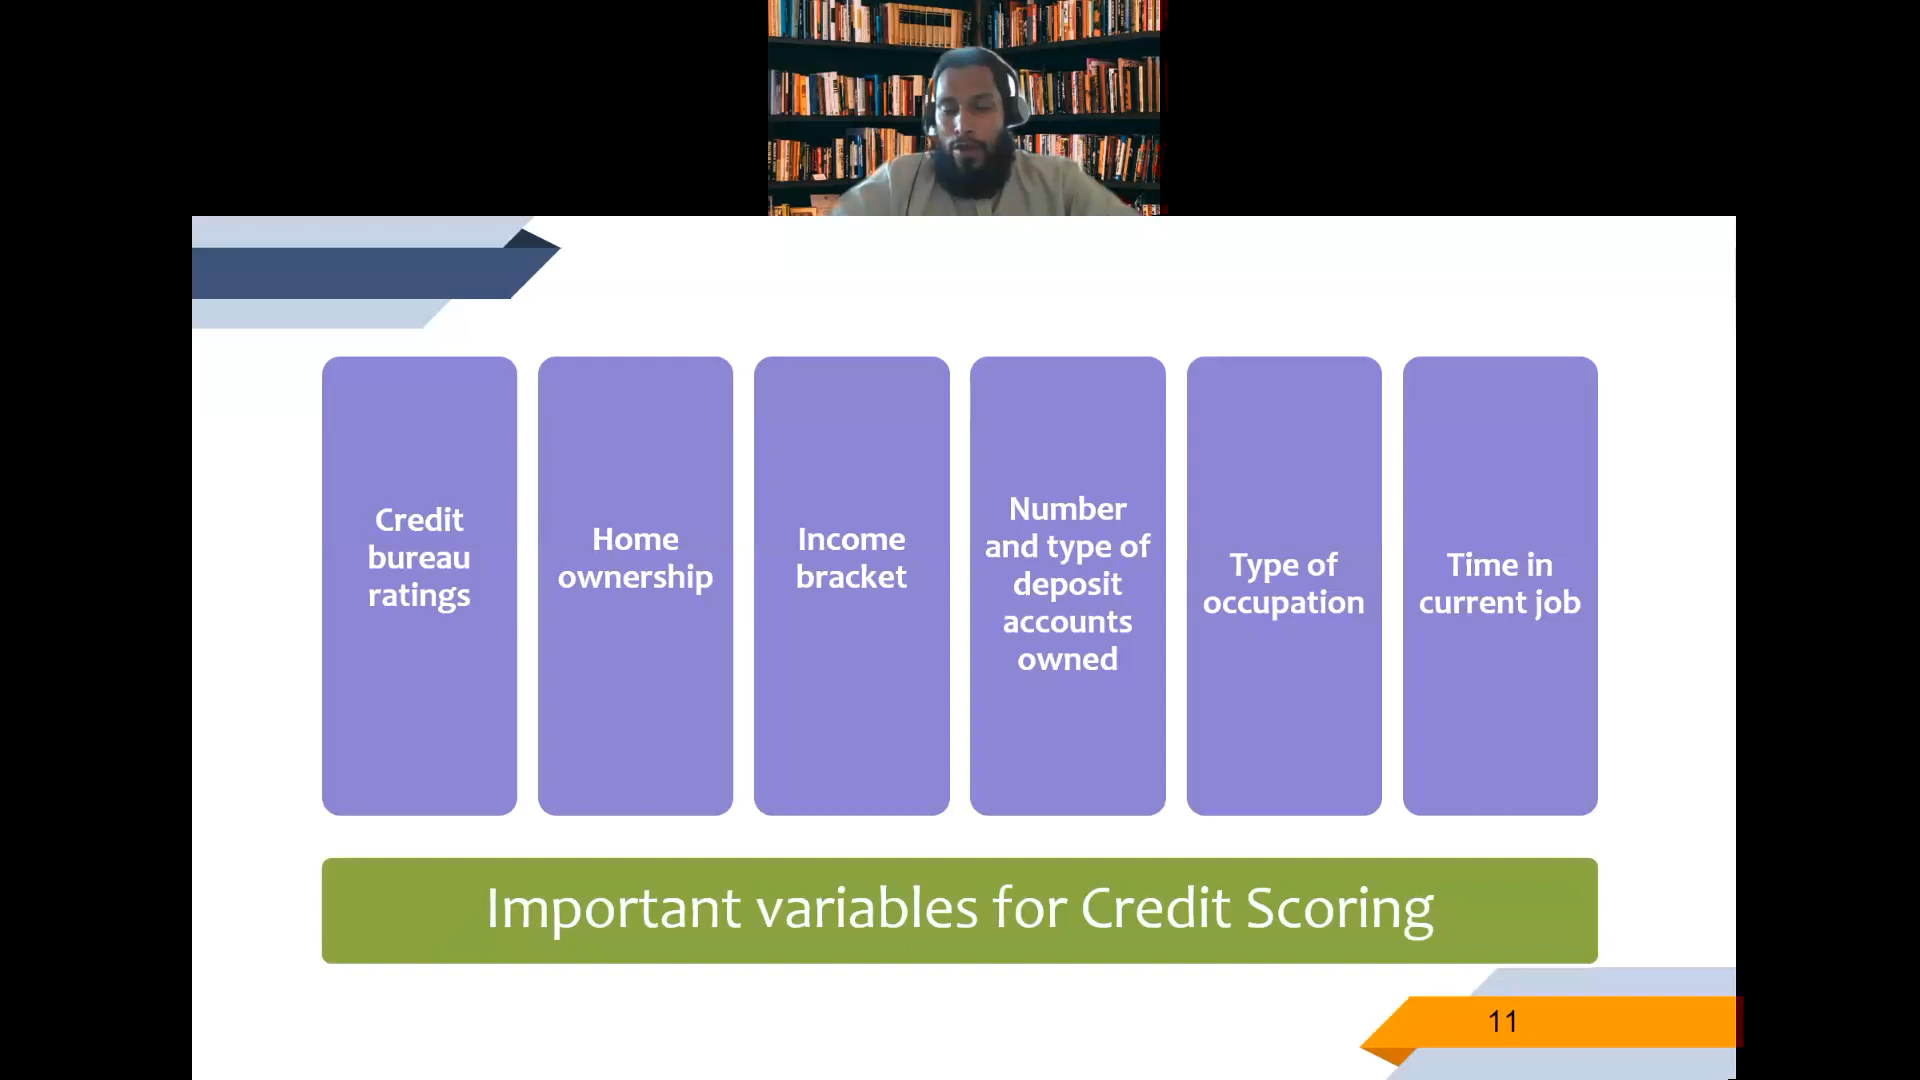 Credit
bureau
ratings
Home
ownership
Income
bracket
Number
and type of
deposit
accounts
owned
Type of
occupation
Time in
current job
Important variables for Credit Scoring
11